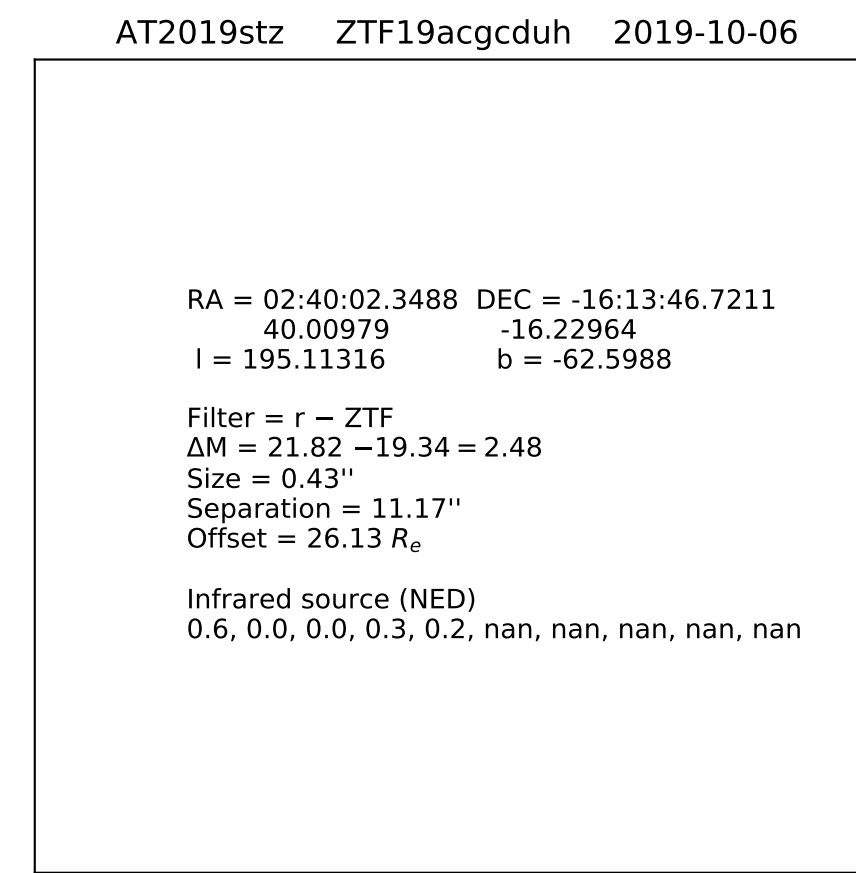 AT2019stz ZTF19acgcduh 2019-10-06
RA = 02:40:02.3488 DEC = -16:13:46.7211
40.00979 -16.22964
l = 195.11316 b = -62.5988
Filter = r − ZTF
ΔM = 21.82 −19.34 = 2.48
Size = 0.43''
Separation = 11.17''
Offset = 26.13 Re
Infrared source (NED)
0.6, 0.0, 0.0, 0.3, 0.2, nan, nan, nan, nan, nan